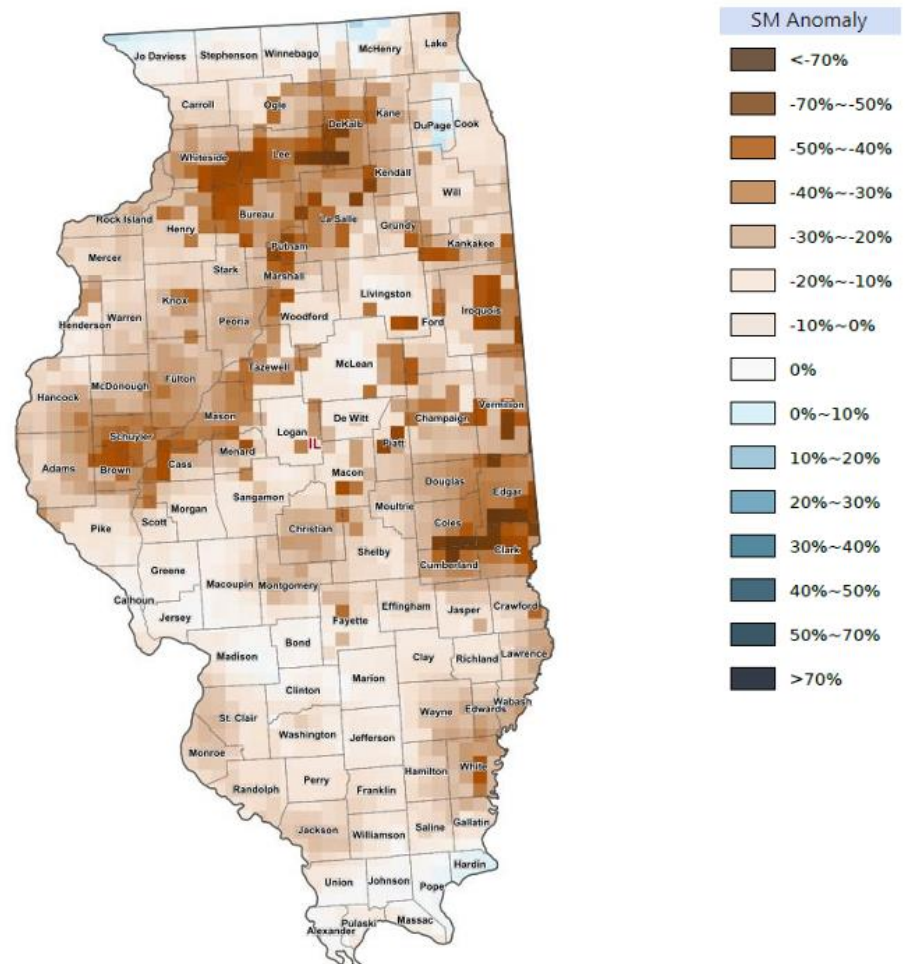 SM Anomaly
<-70%
-70%~-50%
-50%~-40%
-40%~-30%
-30%~-20%
-20%~-10%
-10%~0%
0%
0%~10%
10%~20%
20%~30%
30%~40%
40%~50%
50%~70%
>70%
Jo Daviess
Stephenson
Winnebago
McHenry
Lake
Carroll
Ogle
DeKalb
Kane
DuPage
Cook
Whiteside
Lee
Kendall
Will
Rock Island
Henry
Bureau
La Salle
Grundy
Kankakee
Mercer
Stark
Putnam
Marshall
Knox
Livingston
Iroquois
Henderson
Warren
Peoria
Woodford
Ford
McLean
Tazewell
Hancock
McDonough
Fulton
Mason
Logan
De Witt
Champaign
Vermilion
IL
Schuyler
Menard
Piatt
Adams
Brown
Cass
Macon
Douglas
Edgar
Sangamon
Morgan
Scott
Pike
Moultrie
Christian
Coles
Shelby
Clark
Greene
Cumberland
Macoupin
Montgomery
Calhoun
Jersey
Fayette
Effingham
Jasper
Crawford
Bond
Madison
Clay
Richland
Lawrence
Marion
Clinton
Wayne
Edwards
Wabash
St. Clair
Washington
Jefferson
Monroe
Hamilton
White
Randolph
Perry
Franklin
Jackson
Williamson
Saline
Gallatin
Hardin
Union
Johnson
Pope
Alexander
Pulaski
Massac